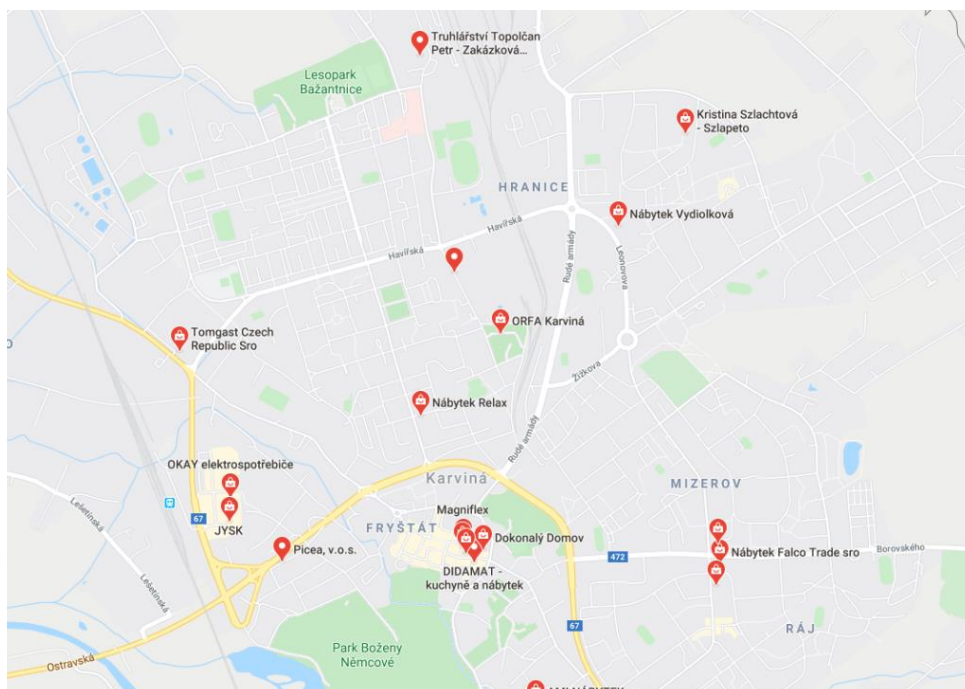 Truhlářství Topolčan
Petr - Zakázková...
Lesopark
Bažantnice
Kristina Szlachtová
- Szlapeto
HRANICE
Nábytek Vydiolková
Havířská
Havířská
Rudé armády
Leonovova
ORFA Karviná
Tomgast Czech
Republic Sro
Žižkova
Nábytek Relax
Rudé armády
OKAY elektrospotřebiče
Karviná
MIZEROV
Lešetínská
JYSK
67
Magniflex
FRYŠTÁT
Dokonalý Domov
Picea, v.o.s.
472
Nábytek Falco Trade sro
Borovského
DIDAMAT -
kuchyně a nábytek
Lešetínská
67
RÁJ
Park Boženy
Němcové
Ostravská